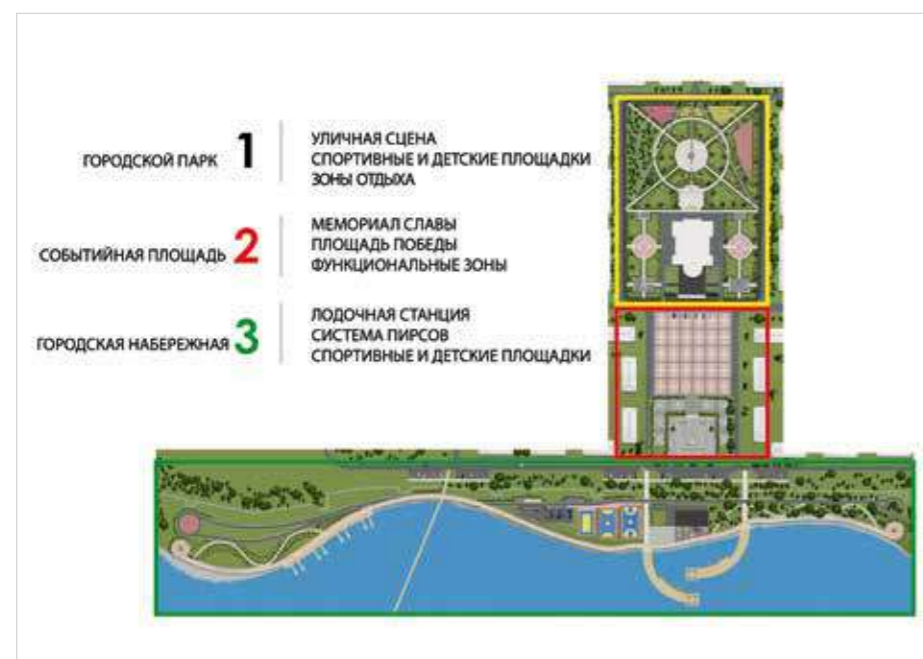 ГОРОДСКОЙ ПАРК 1
УЛИЧНАЯ СЦЕНА
СПОРТИВНЫЕ И ДЕТСКИЕ ПЛОЩАДКИ
ЗОНЫ ОТДЫХА
СОБЫТИЙНАЯ ПЛОЩАДЬ 2
МЕМОРИАЛ СЛАВЫ
ПЛОЩАДЬ ПОБЕДЫ
ФУНКЦИОНАЛЬНЫЕ ЗОНЫ
ГОРОДСКАЯ НАБЕРЕЖНАЯ 3
ЛОДОЧНАЯ СТАНЦИЯ
СИСТЕМА ПИРСОВ
СПОРТИВНЫЕ И ДЕТСКИЕ ПЛОЩАДКИ